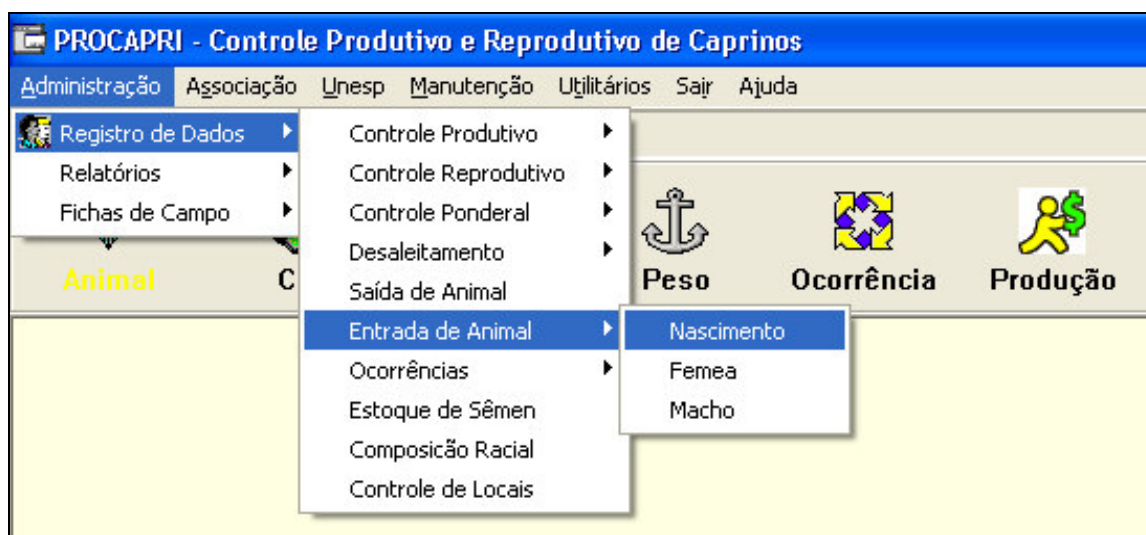 PROCAPRI - Controle Produtivo e Reprodutivo de Caprinos
Administração Associação Unesp Manutenção Utilitários Sair Ajuda
Registro de Dados
Relatórios
Fichas de Campo
Controle Produtivo
Controle Reprodutivo
Controle Ponderal
Desaleitamento
Saída de Animal
Entrada de Animal
Ocorrências
Estoque de Sêmen
Composicão Racial
Controle de Locais
Nascimento
Femea
Macho
Animal C Peso Ocorrência Produção